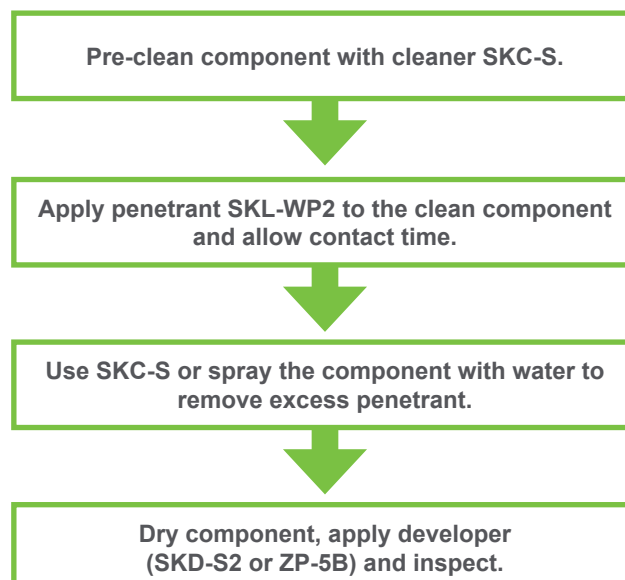 Pre-clean component with cleaner SKC-S.
Apply penetrant SKL-WP2 to the clean component
and allow contact time.
Use SKC-S or spray the component with water to
remove excess penetrant.
Dry component, apply developer
(SKD-S2 or ZP-5B) and inspect.